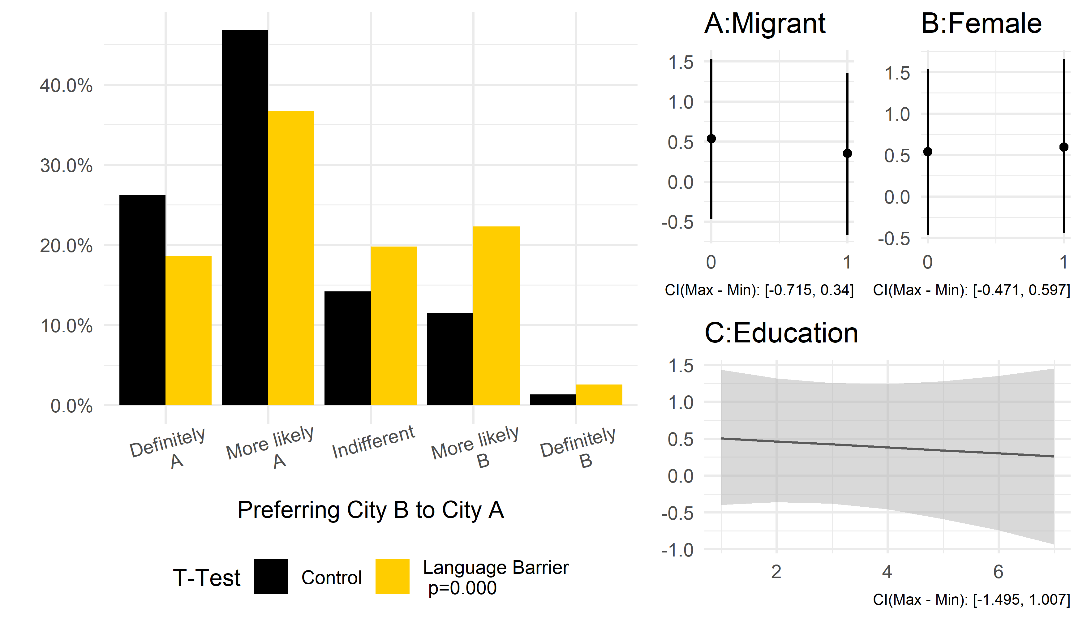 40.0%
30.0%
20.0%
10.0%
0.0%
Definitely
A
More likely
A
Indifferent
More likely
B
Definitely
B
Preferring City B to City A
T-Test
Control
Language Barrier
p=0.000
A:Migrant
1.5
1.0
0.5
0.0
-0.5
0 1
CI(Max - Min): [-0.715, 0.34]
B:Female
1.5
1.0
0.5
0.0
-0.5
0 1
CI(Max - Min): [-0.471, 0.597]
C:Education
1.5
1.0
0.5
0.0
-0.5
-1.0
2 4 6
CI(Max - Min): [-1.495, 1.007]